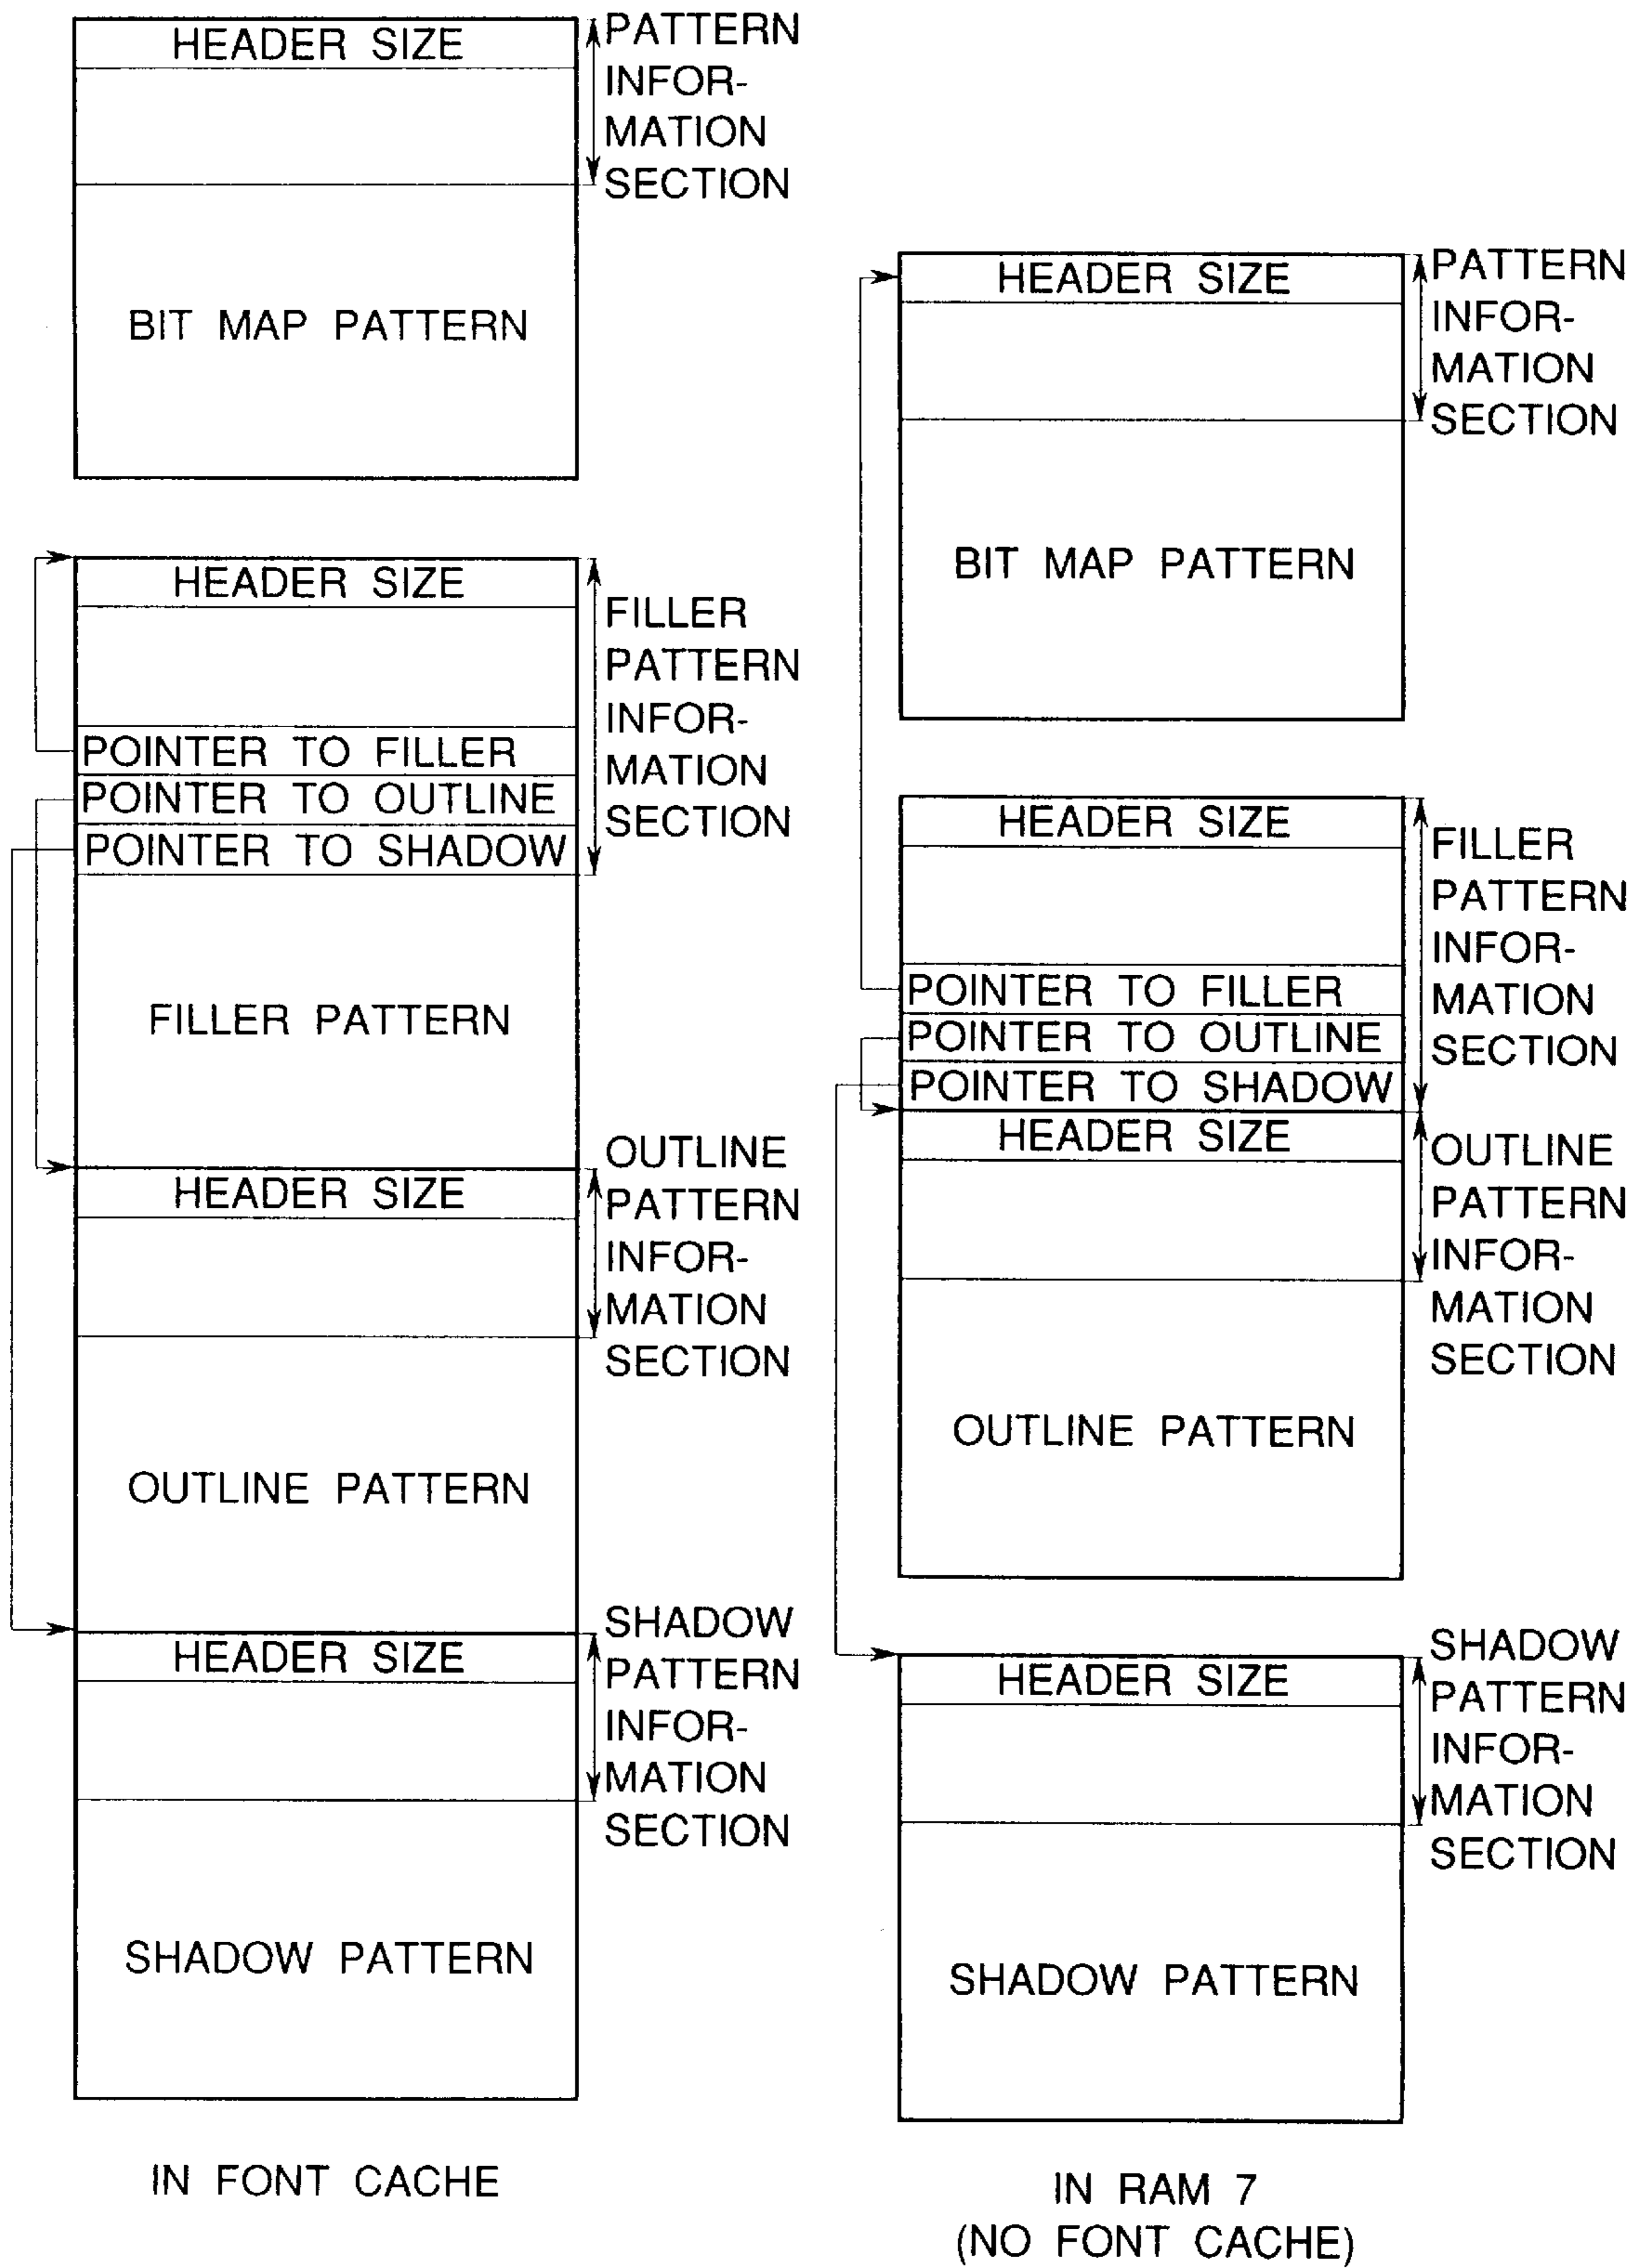 HEADER SIZE
PATTERN
INFOR-
MATION
SECTION
BIT MAP PATTERN
HEADER SIZE
FILLER
PATTERN
INFOR-
MATION
SECTION
POINTER TO FILLER
POINTER TO OUTLINE
POINTER TO SHADOW
FILLER PATTERN
HEADER SIZE
OUTLINE
PATTERN
INFOR-
MATION
SECTION
OUTLINE PATTERN
HEADER SIZE
SHADOW
PATTERN
INFOR-
MATION
SECTION
SHADOW PATTERN
IN FONT CACHE
HEADER SIZE
PATTERN
INFOR-
MATION
SECTION
BIT MAP PATTERN
HEADER SIZE
FILLER
PATTERN
INFOR-
MATION
SECTION
POINTER TO FILLER
POINTER TO OUTLINE
POINTER TO SHADOW
HEADER SIZE
OUTLINE
PATTERN
INFOR-
MATION
SECTION
OUTLINE PATTERN
HEADER SIZE
SHADOW
PATTERN
INFOR-
MATION
SECTION
SHADOW PATTERN
IN RAM 7
(NO FONT CACHE)